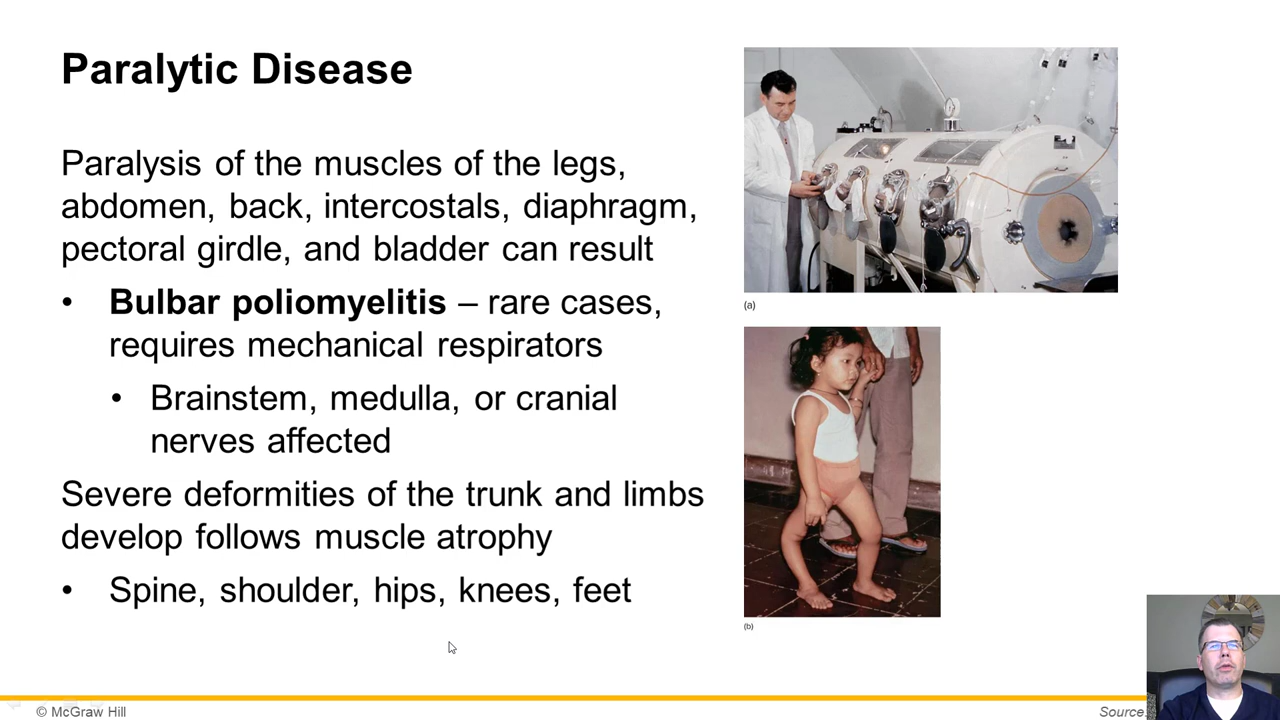 Paralytic Disease
Paralysis of the muscles of the legs,
abdomen, back, intercostals, diaphragm,
pectoral girdle, and bladder can result
• Bulbar poliomyelitis – rare cases,
requires mechanical respirators
• Brainstem, medulla, or cranial
nerves affected
Severe deformities of the trunk and limbs
develop follows muscle atrophy
• Spine, shoulder, hips, knees, feet
(a)
(b)
© McGraw Hill
Source